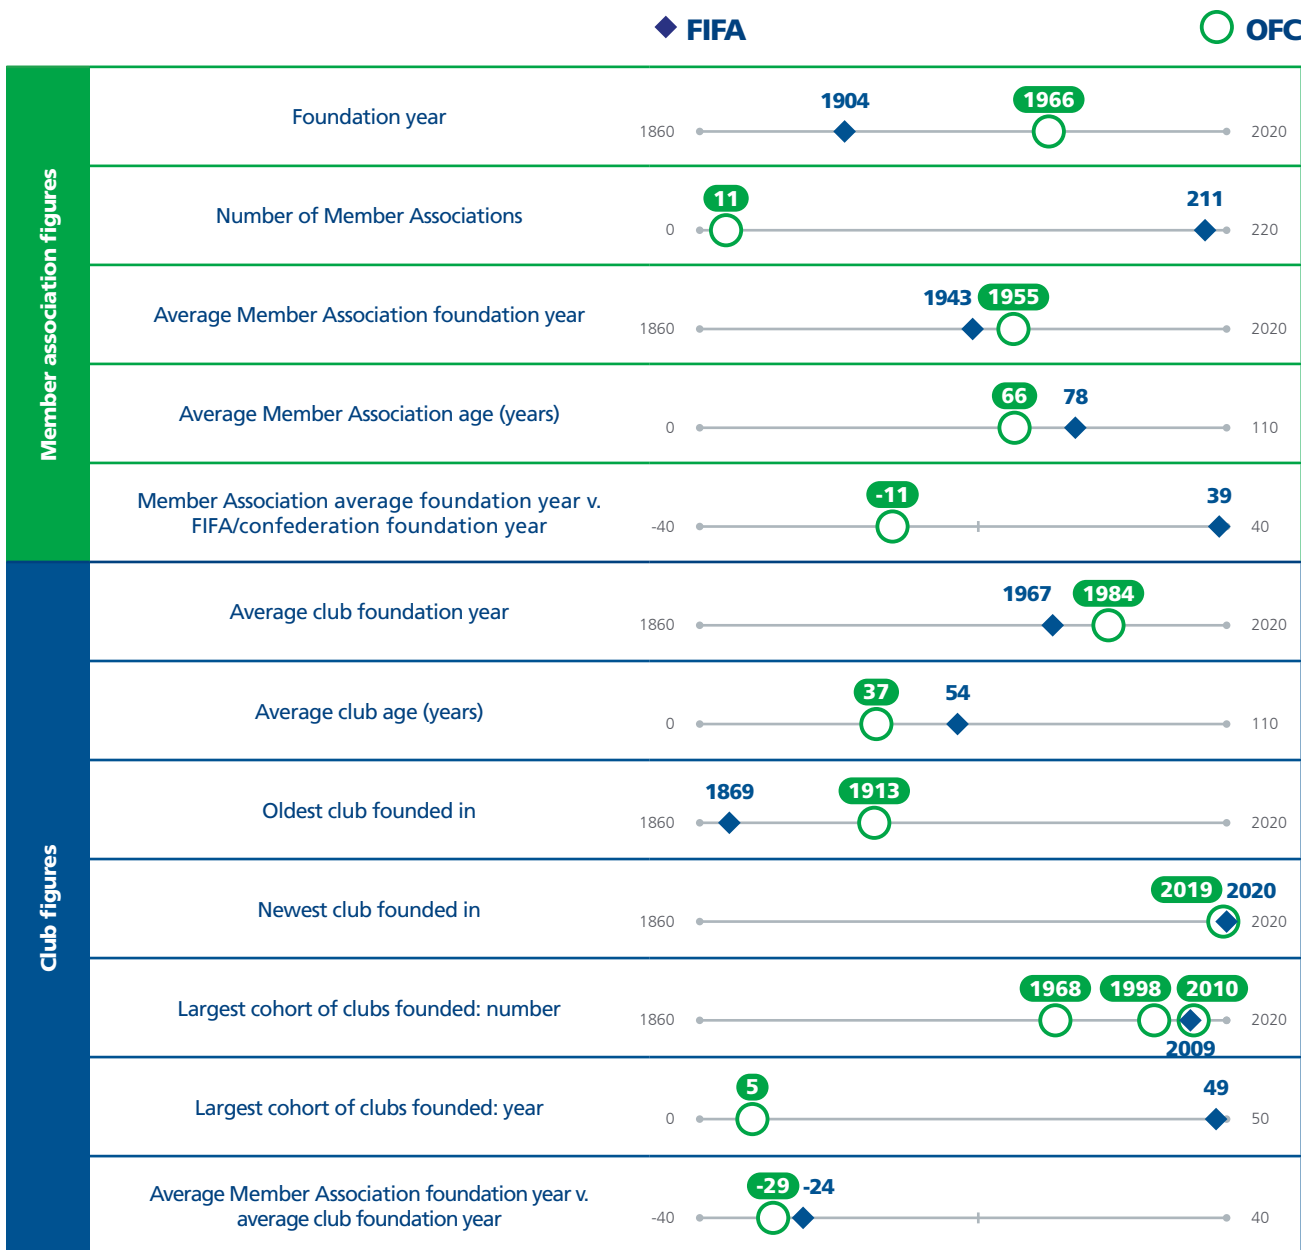 FIFA
OFC
Member association figures
Foundation year
1904
1966
1860
2020
Number of Member Associations
11
211
0
220
Average Member Association foundation year
1943
1955
1860
2020
Average Member Association age (years)
66
78
0
110
Member Association average foundation year v.
FIFA/confederation foundation year
-11
39
-40
40
Club figures
Average club foundation year
1967
1984
1860
2020
Average club age (years)
37
54
0
110
Oldest club founded in
1869
1913
1860
2020
Newest club founded in
2019
2020
1860
2020
Largest cohort of clubs founded: number
1968
1998
2010
1860
2020
2009
Largest cohort of clubs founded: year
5
49
0
50
Average Member Association foundation year v.
average club foundation year
-29
-24
-40
40